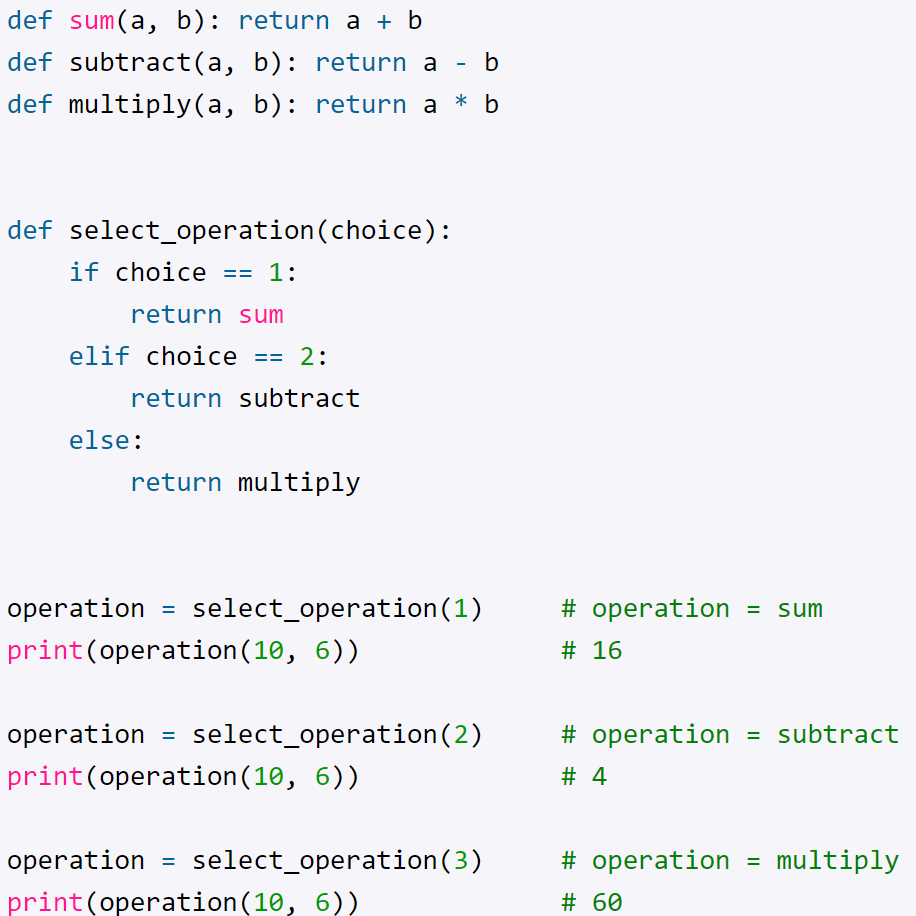 def sum(a, b): return a + b
def subtract(a, b): return a - b
def multiply(a, b): return a * b
def select_operation(choice):
    if choice == 1:
        return sum
    elif choice == 2:
        return subtract
    else:
        return multiply
operation = select_operation(1)     # operation = sum
print(operation(10, 6))             # 16
operation = select_operation(2)     # operation = subtract
print(operation(10, 6))             # 4
operation = select_operation(3)     # operation = multiply
print(operation(10, 6))             # 60